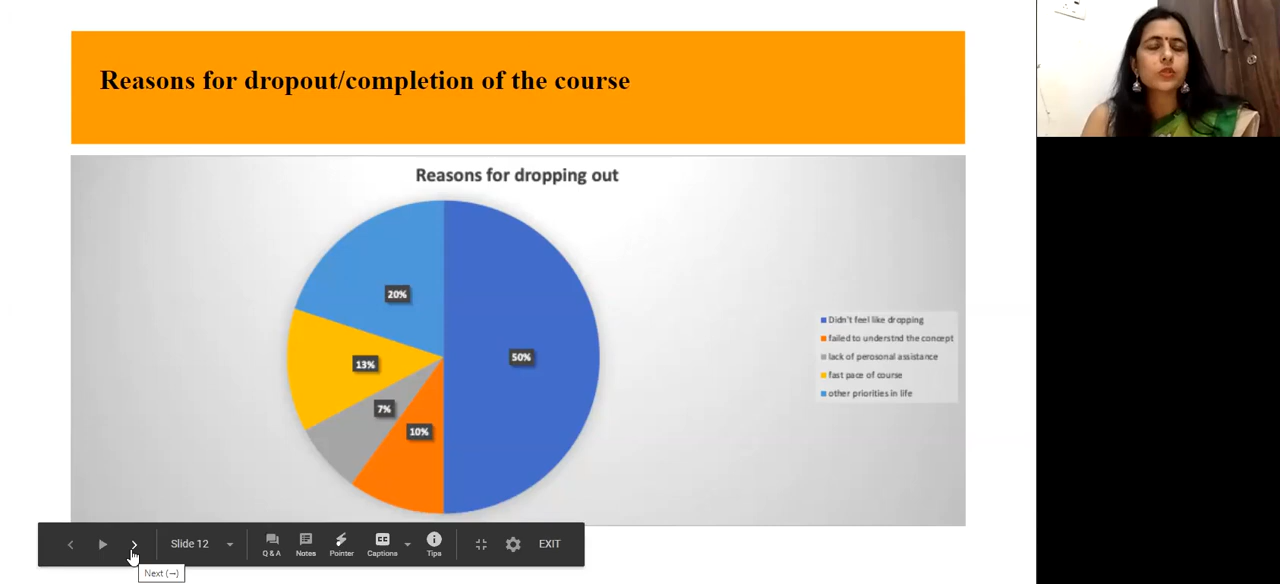 Reasons for dropout/completion of the course
Reasons for dropping out
20%
50%
13%
7%
10%
Didn't feel like dropping
failed to understnd the concept
lack of perosonal assistance
fast pace of course
other priorities in life
Slide 12
Q & A
Notes
Pointer
Captions
Tips
EXIT
Next (→)